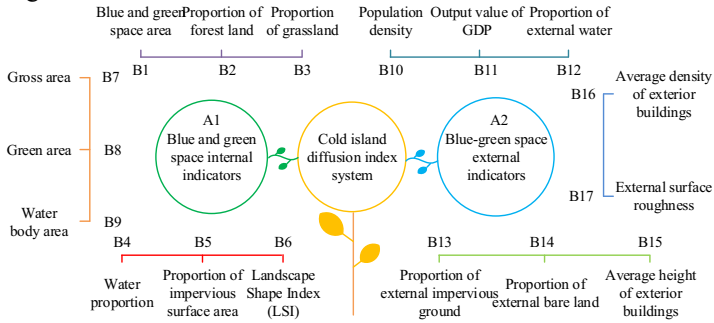 Blue and green
space area
Proportion of
forest land
Proportion
of grassland
B1
B2
B3
Population
density
Output value of
GDP
Proportion of
external water
B10
B11
B12
Gross area
B7
Green area
B8
Water
body area
B9
A1
Blue and green
space internal
indicators
Cold island
diffusion index
system
A2
Blue-green space
external
indicators
B16
Average density
of exterior
buildings
B17
External surface
roughness
B4
B5
B6
Water
proportion
Proportion of
impervious
surface area
Landscape
Shape Index
(LSI)
B13
B14
B15
Proportion of
external impervious
ground
Proportion of
external bare land
Average height
of exterior
buildings